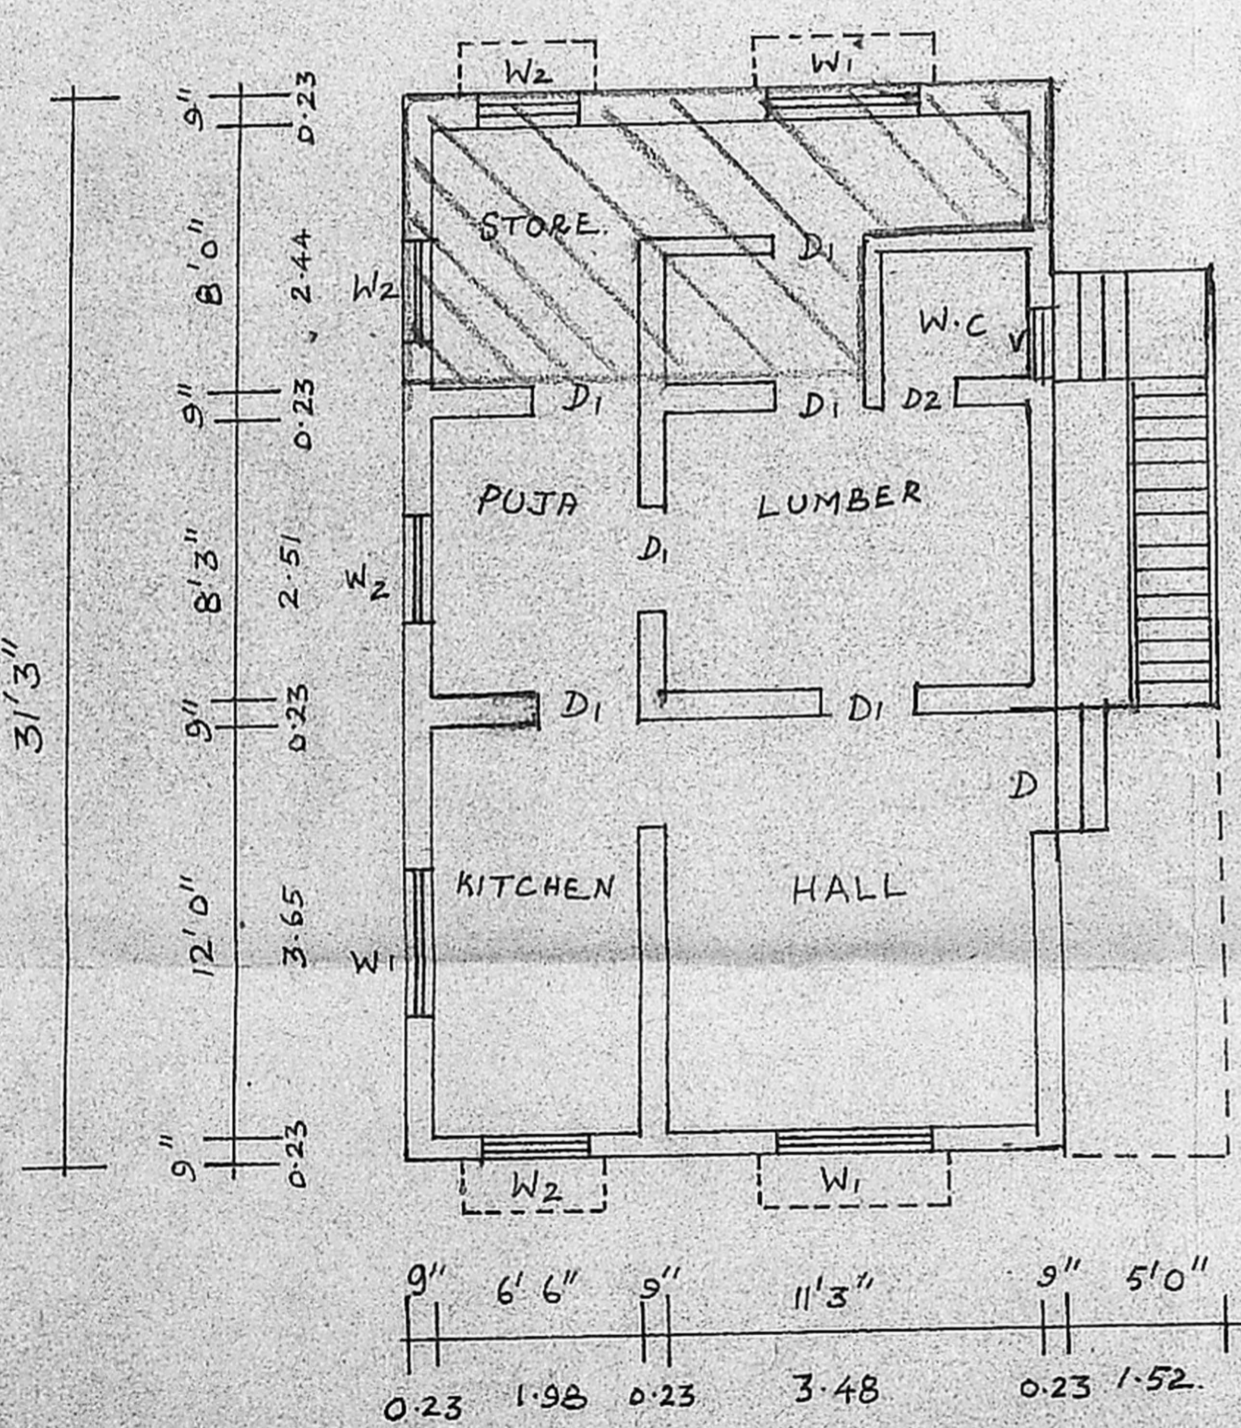 W2
W1
9"
0.23
STORE.
D1
8'0"
2.44
W2
W.C
V
9"
0.23
D1
D1
D2
PUJA
LUMBER
8'3"
2.51
W2
D1
31'3"
9"
0.23
D1
D1
D
12'0"
3.65
W1
KITCHEN
HALL
9"
0.23
W2
W1
9"
6'6"
9"
11'3"
9"
5'0"
0.23
1.98
0.23
3.48
0.23
1.52.